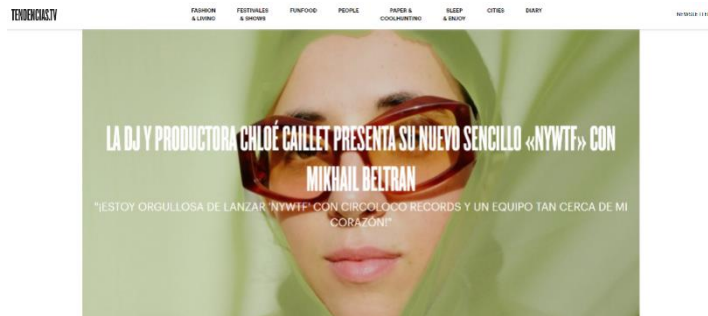 TENDENCIAS.TV
FASHION
& LIVING
FESTIVALES
& SHOWS
FUNFOOD
PEOPLE
PAPER &
COOLHUNTING
SLEEP
& ENJOY
CITIES
DIARY
LA DJ Y PRODUCTORA CHLOÉ CAILLET PRESENTA SU NUEVO SENCILLO «NYWTF» CON
MIKHAIL BELTRAN
"¡ESTOY ORGULLOSA DE LANZAR 'NYWTF' CON CIRCOLOCO RECORDS Y UN EQUIPO TAN CERCA DE MI
CORAZÓN!"